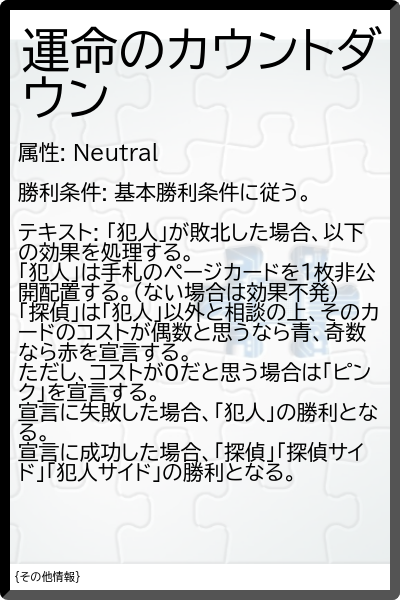 運命のカウントダ
ウン
属性: Neutral
勝利条件: 基本勝利条件に従う。
テキスト: 「犯人」が敗北した場合、以下
の効果を処理する。
「犯人」は手札のページカードを1枚非公
開配置する。（ない場合は効果不発）
「探偵」は「犯人」以外と相談の上、そのカ
ードのコストが偶数と思うなら青、奇数
なら赤を宣言する。
ただし、コストが0だと思う場合は「ピン
ク」を宣言する。
宣言に失敗した場合、「犯人」の勝利とな
る。
宣言に成功した場合、「探偵」「探偵サイ
ド」「犯人サイド」の勝利となる。
{その他情報}